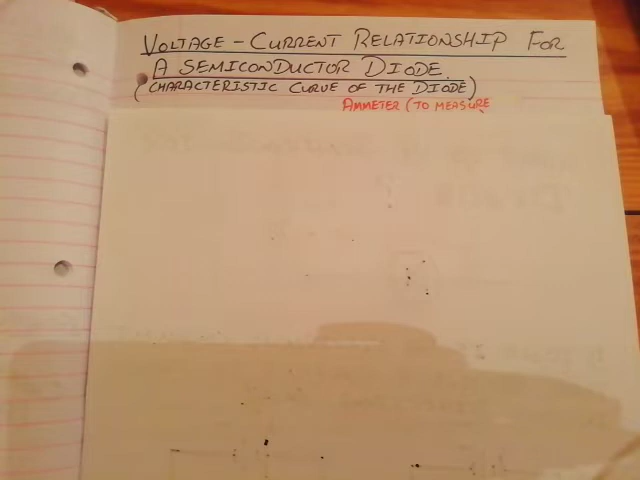 VOLTAGE - CURRENT RELATIONSHIP FOR
A SEMICONDUCTOR DIODE.
(CHARACTERISTIC CURVE OF THE DIODE)
AMMETER (TO MEASURE